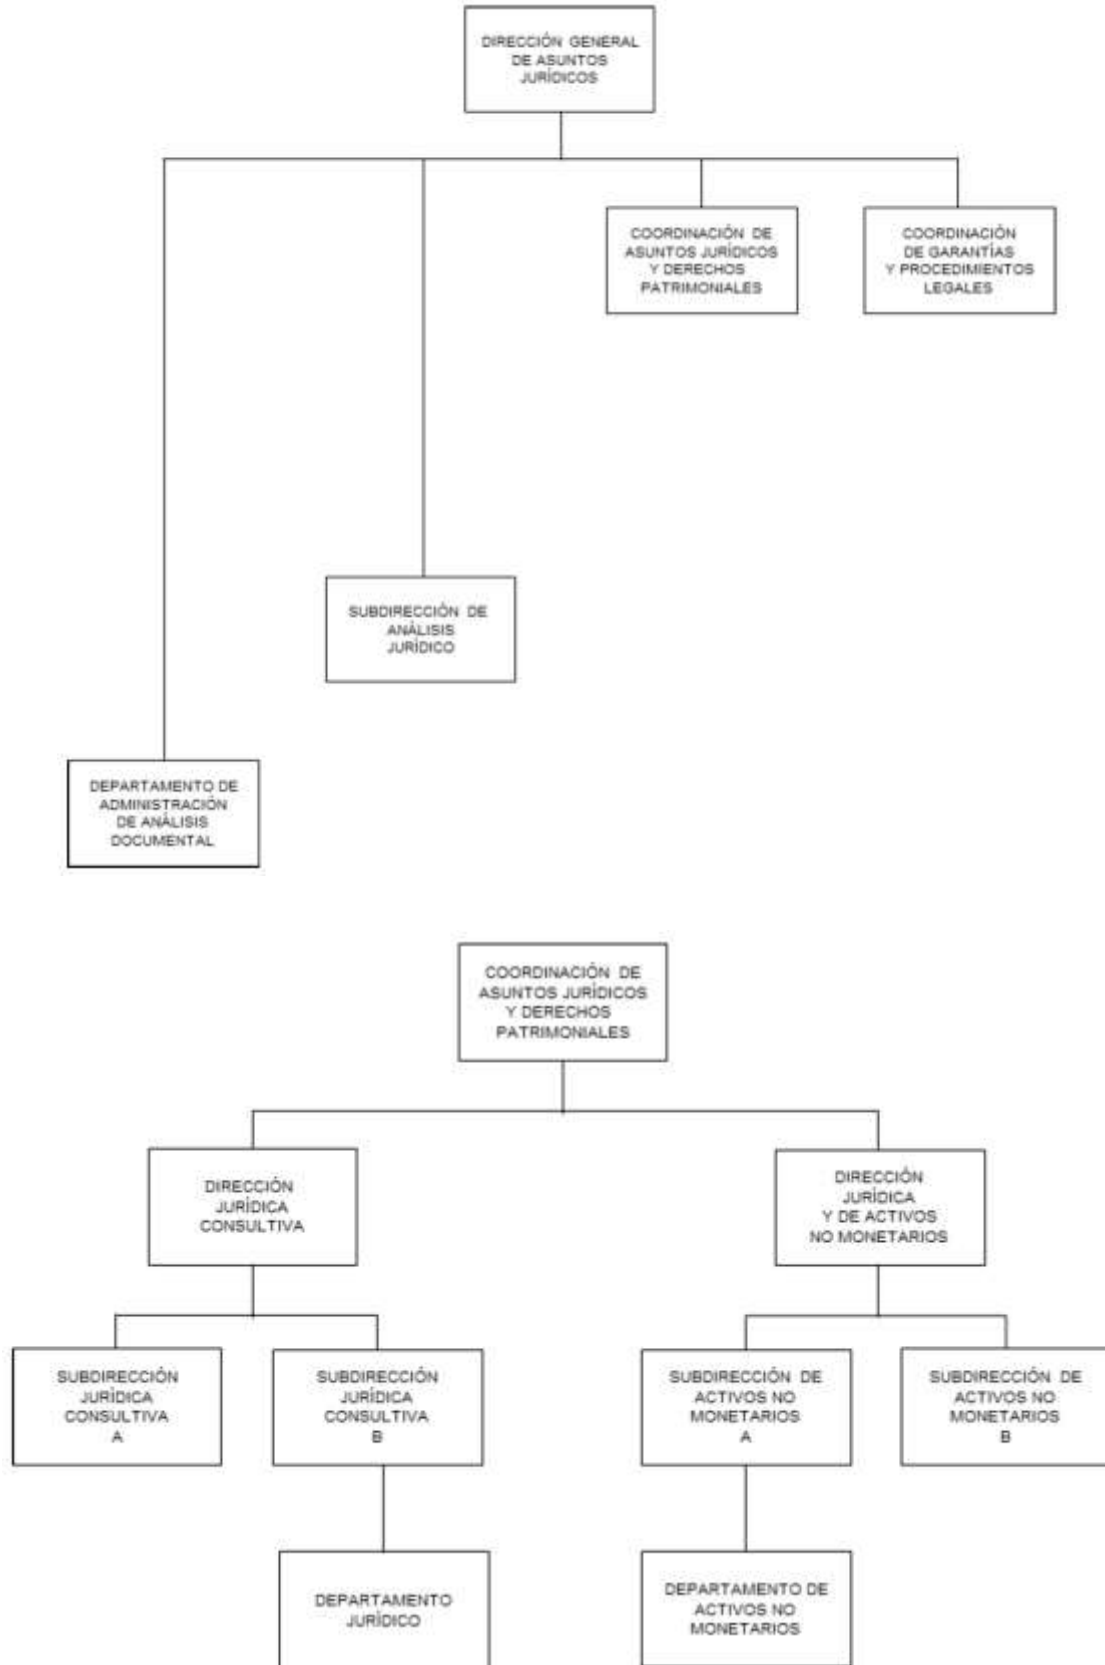 DIRECCIÓN GENERAL
DE ASUNTOS
JURÍDICOS
COORDINACIÓN DE
ASUNTOS JURÍDICOS
Y DERECHOS
PATRIMONIALES
COORDINACIÓN
DE GARANTÍAS
Y PROCEDIMIENTOS
LEGALES
SUBDIRECCIÓN DE
ANÁLISIS
JURÍDICO
DEPARTAMENTO DE
ADMINISTRACIÓN
DE ANÁLISIS
DOCUMENTAL
COORDINACIÓN DE
ASUNTOS JURÍDICOS
Y DERECHOS
PATRIMONIALES
DIRECCIÓN
JURÍDICA
CONSULTIVA
DIRECCIÓN
JURÍDICA
Y DE ACTIVOS
NO MONETARIOS
SUBDIRECCIÓN
JURÍDICA
CONSULTIVA
A
SUBDIRECCIÓN
JURÍDICA
CONSULTIVA
B
SUBDIRECCIÓN DE
ACTIVOS NO
MONETARIOS
A
SUBDIRECCIÓN DE
ACTIVOS NO
MONETARIOS
B
DEPARTAMENTO
JURÍDICO
DEPARTAMENTO DE
ACTIVOS NO
MONETARIOS